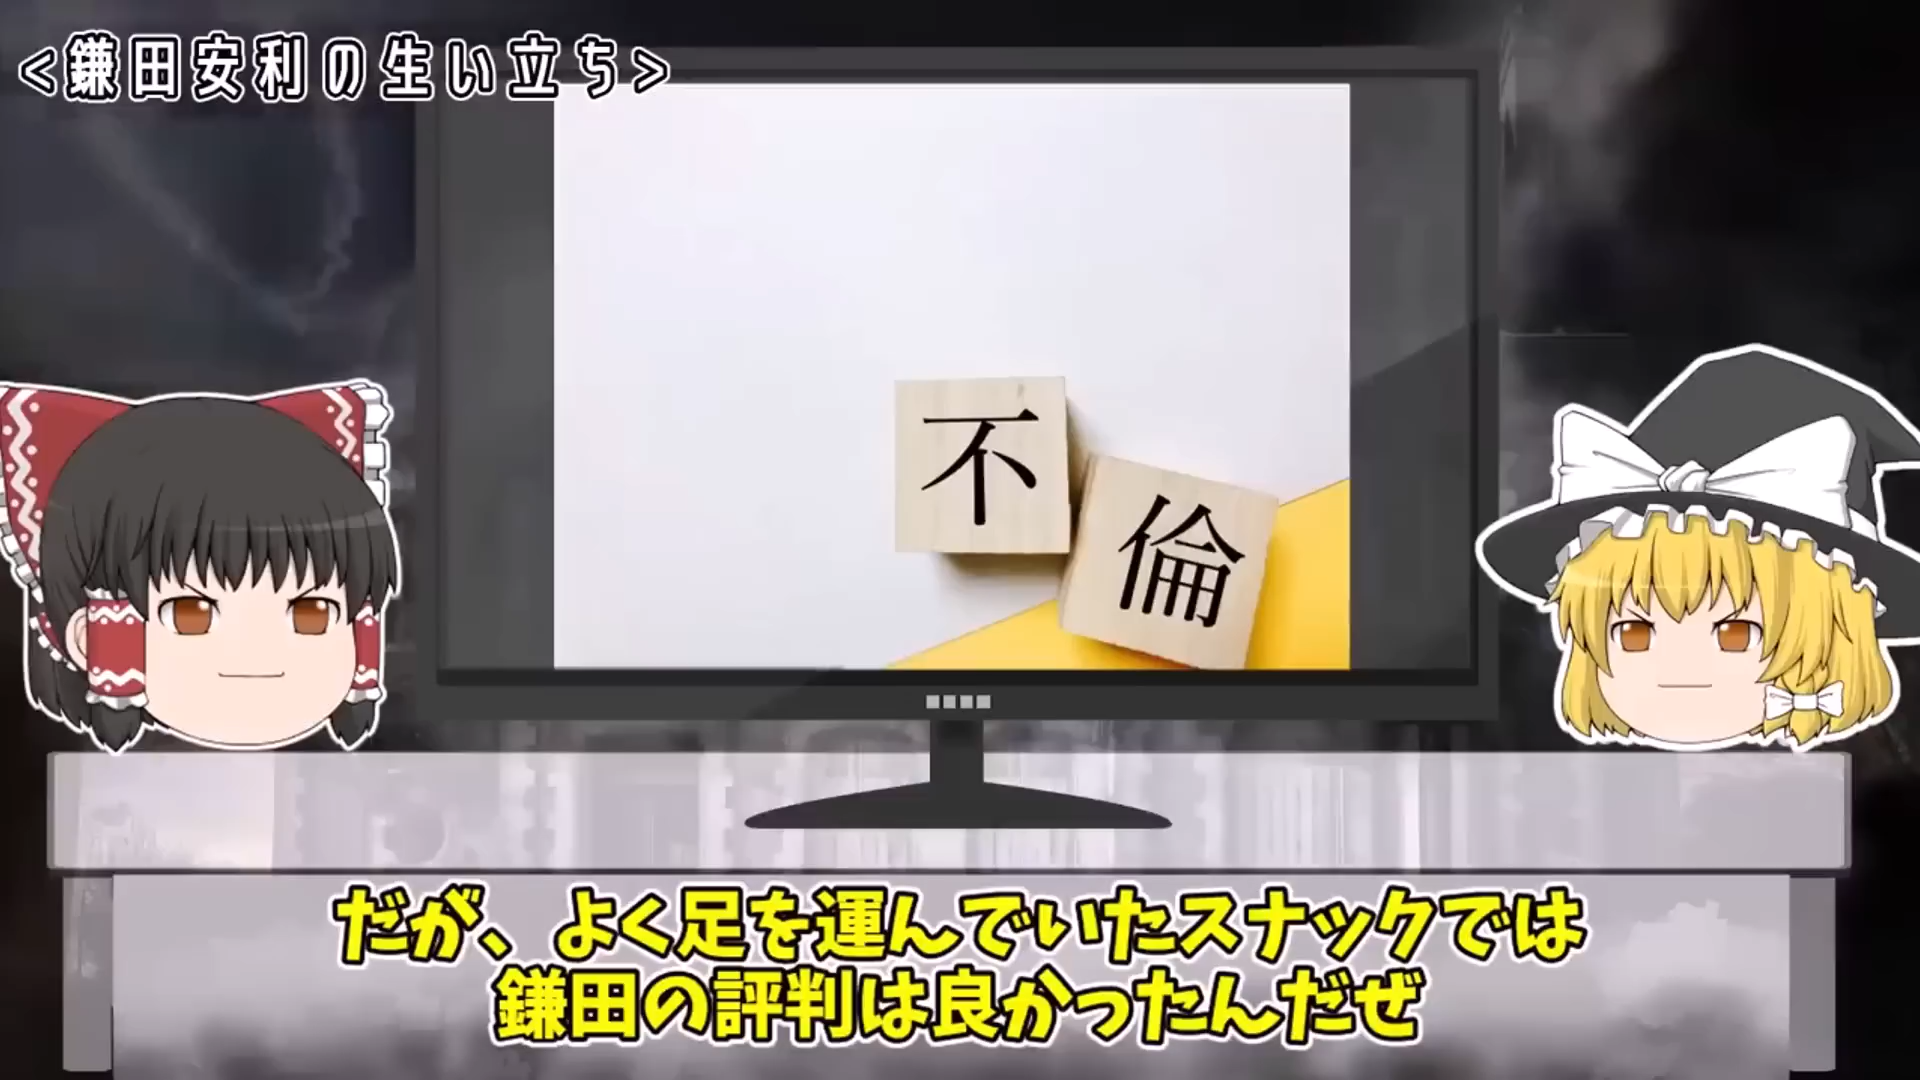 <鎌田安利の生い立ち>
不
倫
だが、よく足を運んでいたスナックでは
鎌田の評判は良かったんだぜ